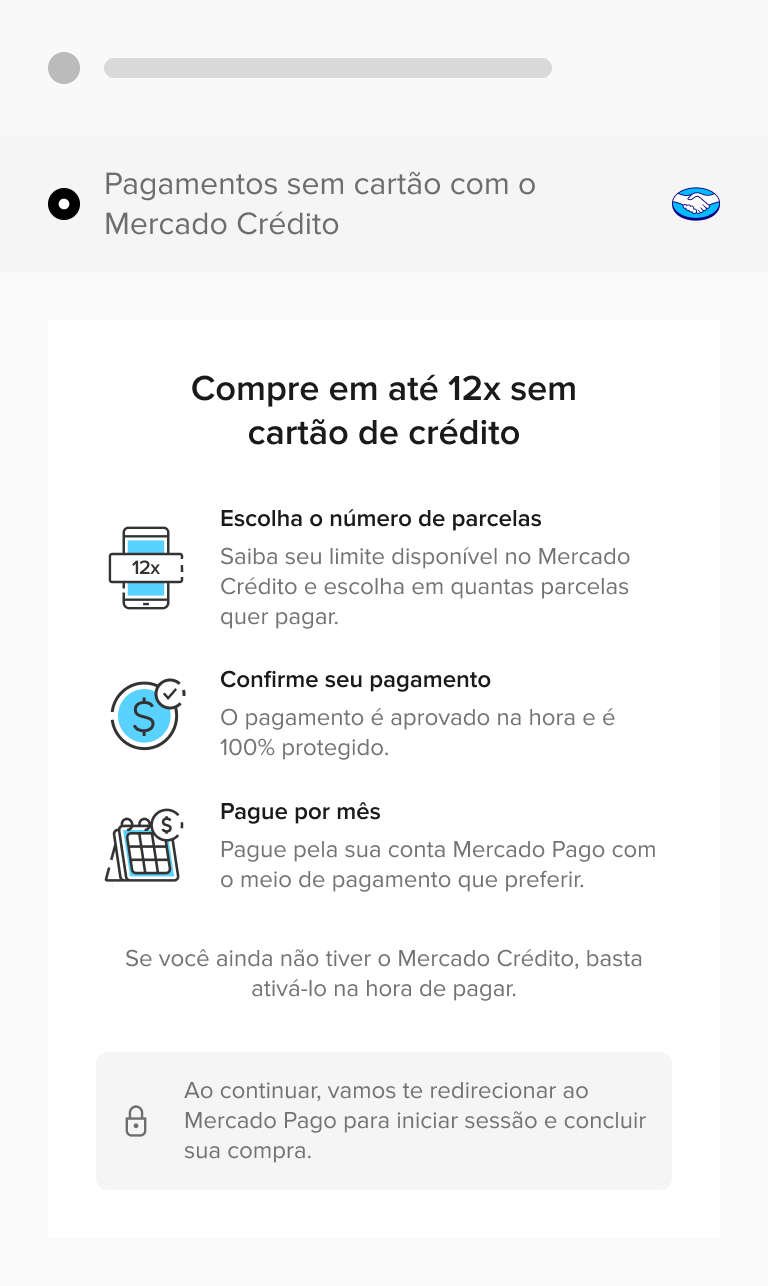 Pagamentos sem cartão com o
Mercado Crédito
Compre em até 12x sem
cartão de crédito
Escolha o número de parcelas
12x
Saiba seu limite disponível no Mercado
Crédito e escolha em quantas parcelas
quer pagar.
Confirme seu pagamento
$
O pagamento é aprovado na hora e é
100% protegido.
Pague por mês
$
Pague pela sua conta Mercado Pago com
o meio de pagamento que preferir.
Se você ainda não tiver o Mercado Crédito, basta
ativá-lo na hora de pagar.
Ao continuar, vamos te redirecionar ao
Mercado Pago para iniciar sessão e concluir
sua compra.